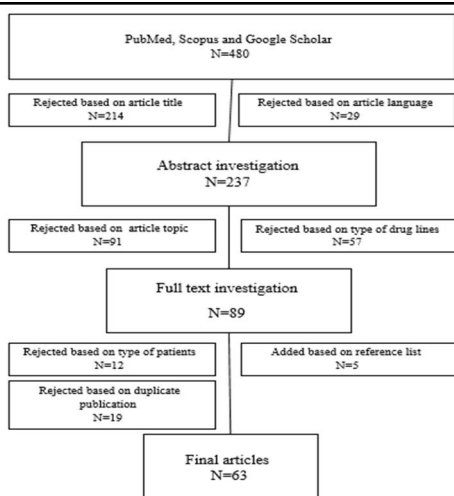 PubMed, Scopus and Google Scholar
N=480
Rejected based on article title
N=214
Rejected based on article language
N=29
Abstract investigation
N=237
Rejected based on article topic
N=91
Rejected based on type of drug lines
N=57
Full text investigation
N=89
Rejected based on type of patients
N=12
Added based on reference list
N=5
Rejected based on duplicate
publication
N=19
Final articles
N=63